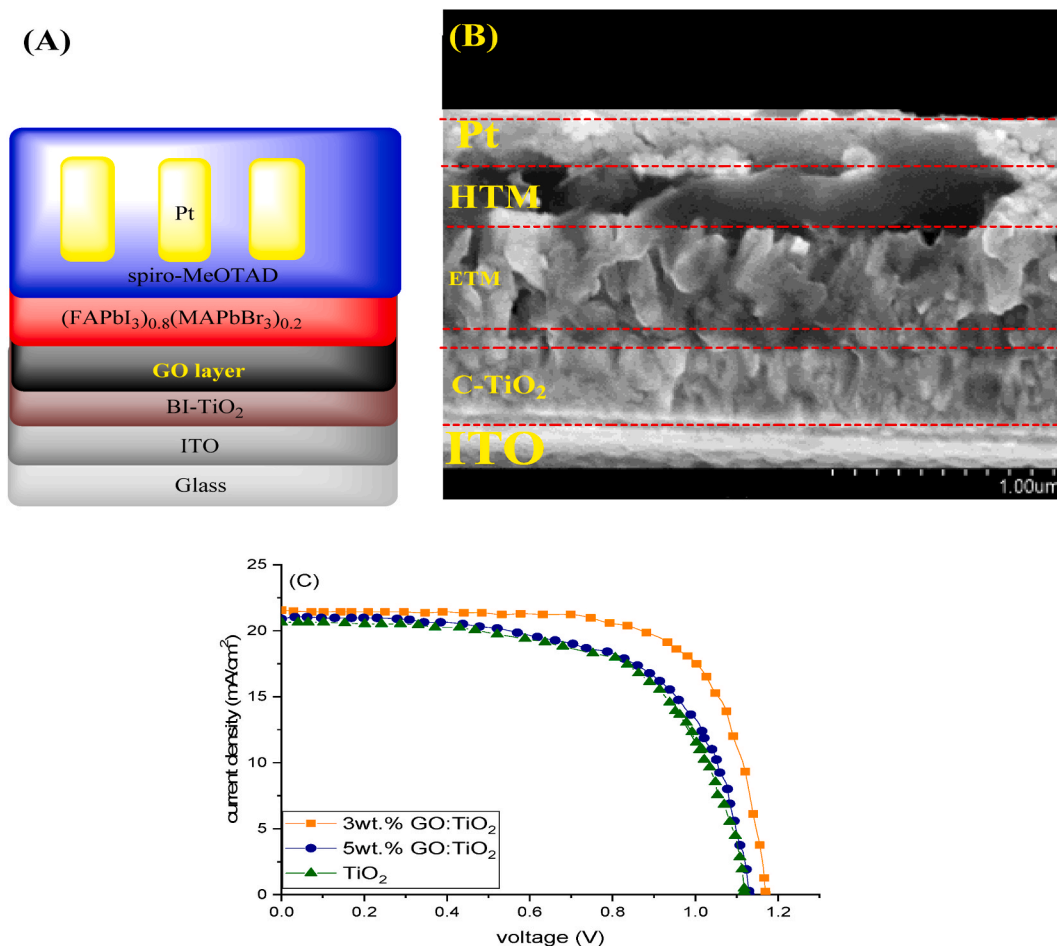 (A)
Pt
spiro-MeOTAD
(FAPbI₃)₀.₈(MAPbBr₃)₀.₂
GO layer
BI-TiO₂
ITO
Glass
(B)
Pt
HTM
ETM
C-TiO₂
ITO
1.00um
(C)
25
20
15
10
5
0
current density (mA/cm²)
3wt.% GO:TiO₂
5wt.% GO:TiO₂
TiO₂
0.0 0.2 0.4 0.6 0.8 1.0 1.2
voltage (V)